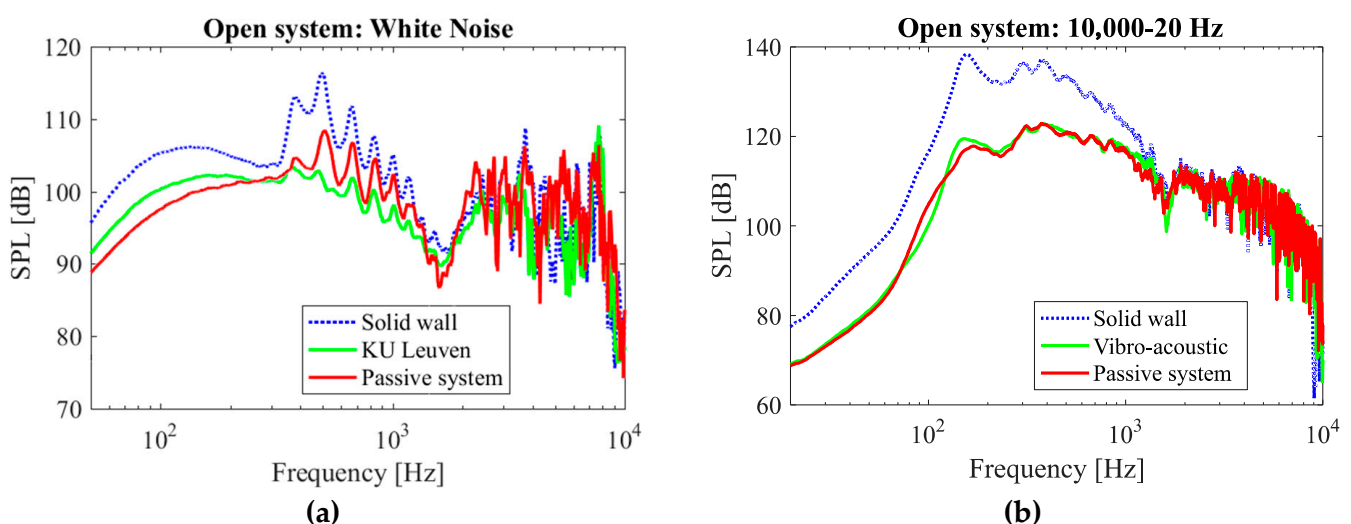 Open system: White Noise
120
110
100
90
80
70
SPL [dB]
10^2
10^3
10^4
Frequency [Hz]
Solid wall
KU Leuven
Passive system
(a)
Open system: 10,000-20 Hz
140
120
100
80
60
SPL [dB]
10^2
10^3
10^4
Frequency [Hz]
Solid wall
Vibro-acoustic
Passive system
(b)